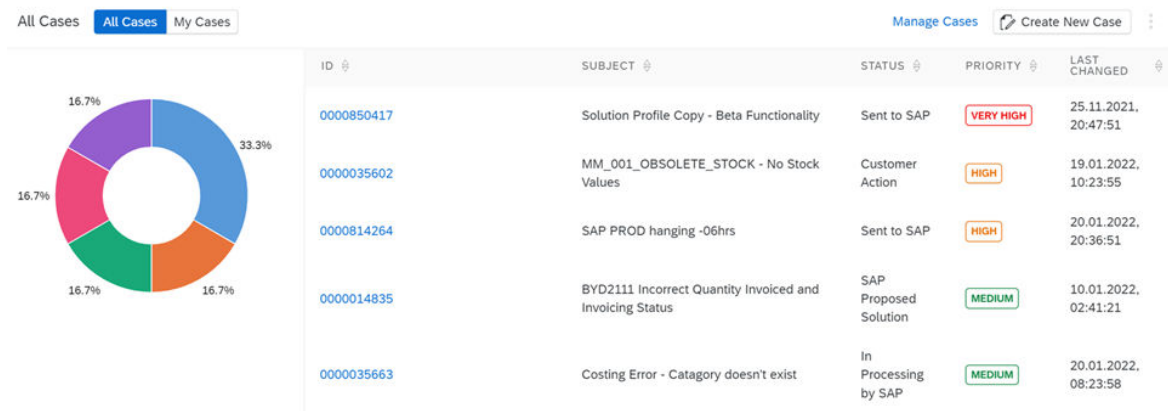 All Cases
All Cases
My Cases
Manage Cases
Create New Case
ID
SUBJECT
STATUS
PRIORITY
LAST
CHANGED
16.7%
33.3%
16.7%
16.7%
16.7%
0000850417
Solution Profile Copy - Beta Functionality
Sent to SAP
VERY HIGH
25.11.2021,
20:47:51
0000035602
MM_001_OBSOLETE_STOCK - No Stock
Values
Customer
Action
HIGH
19.01.2022,
10:23:55
0000814264
SAP PROD hanging -06hrs
Sent to SAP
HIGH
20.01.2022,
20:36:51
0000014835
BYD2111 Incorrect Quantity Invoiced and
Invoicing Status
SAP
Proposed
Solution
MEDIUM
10.01.2022,
02:41:21
0000035663
Costing Error - Catagory doesn't exist
In
Processing
by SAP
MEDIUM
20.01.2022,
08:23:58